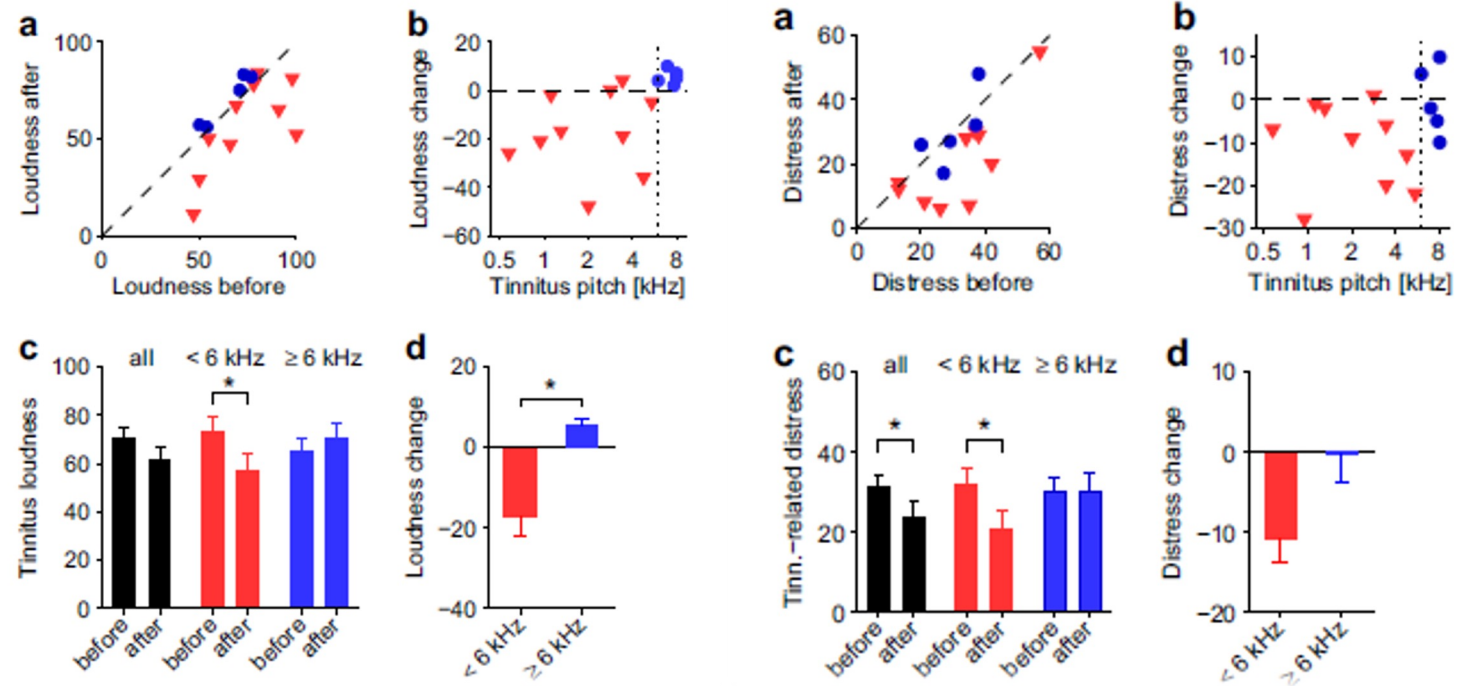 a
Loudness after
100
50
0
0 50 100
Loudness before
b
Loudness change
20
0
−20
−40
−60
0.5 1 2 4 8
Tinnitus pitch [kHz]
a
Distress after
60
40
20
0
0 20 40 60
Distress before
b
Distress change
10
0
−10
−20
−30
0.5 1 2 4 8
Tinnitus pitch [kHz]
c
all < 6 kHz ≥ 6 kHz
Tinnitus loudness
100
80
60
40
20
0
*
before after before after before after
d
Loudness change
20
0
−20
−40
*
< 6 kHz ≥ 6 kHz
c
all < 6 kHz ≥ 6 kHz
Tinn.−related distress
60
40
20
0
* *
before after before after before after
d
Distress change
10
0
−10
−20
< 6 kHz ≥ 6 kHz